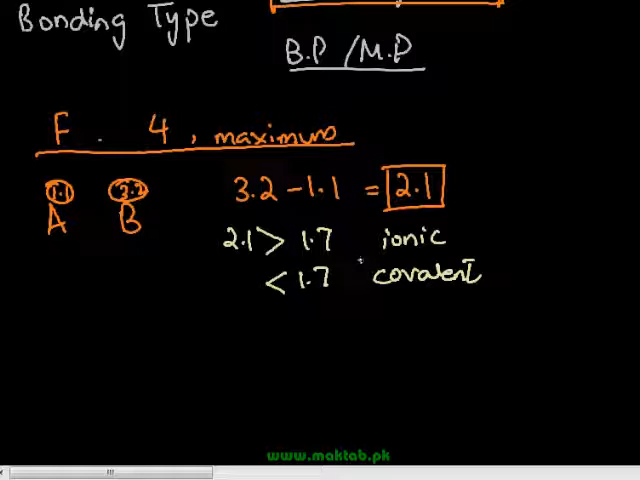 Bonding Type
B.P / M.P
F . 4 , maximum
1.1 3.2 3.2 - 1.1 = 2.1
A B
2.1 > 1.7 ionic
< 1.7 covalent
www.maktab.pk